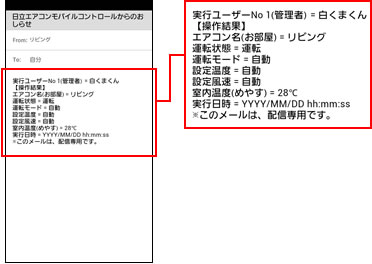 日立エアコンモバイルコントロールからのお
しらせ
From: リビング
To: 自分
実行ユーザーNo 1(管理者) = 白くまくん
【操作結果】
エアコン名(お部屋) = リビング
運転状態 = 運転
運転モード = 自動
設定温度 = 自動
設定風速 = 自動
室内温度(めやす) = 28℃
実行日時 = YYYY/MM/DD hh:mm:ss
※このメールは、配信専用です。
実行ユーザーNo 1(管理者) = 白くまくん
【操作結果】
エアコン名(お部屋) = リビング
運転状態 = 運転
運転モード = 自動
設定温度 = 自動
設定風速 = 自動
室内温度(めやす) = 28℃
実行日時 = YYYY/MM/DD hh:mm:ss
※このメールは、配信専用です。